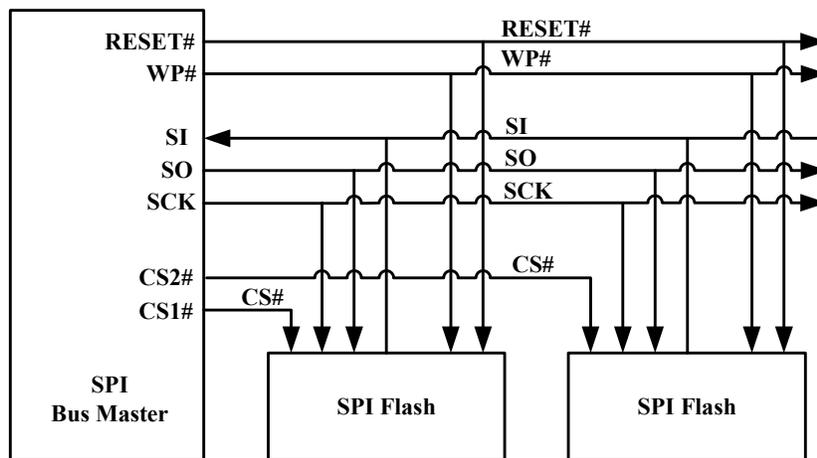 RESET#
RESET#
WP#
WP#
SI
SI
SO
SO
SCK
SCK
CS2#
CS#
CS1#
CS#
SPI
Bus Master
SPI Flash
SPI Flash